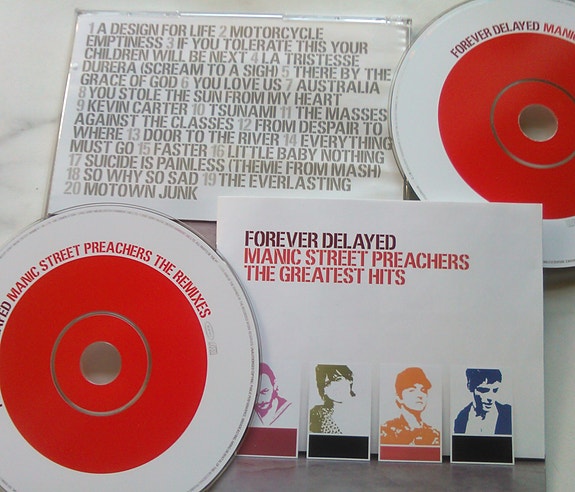 1 A DESIGN FOR LIFE 2 MOTORCYCLE
EMPTINESS 3 IF YOU TOLERATE THIS YOUR
CHILDREN WILL BE NEXT 4 LA TRISTESSE
DURERA (SCREAM TO A SIGH) 5 THERE BY THE
GRACE OF GOD 6 YOU LOVE US 7 AUSTRALIA
8 YOU STOLE THE SUN FROM MY HEART
9 KEVIN CARTER 10 TSUNAMI 11 THE MASSES
AGAINST THE CLASSES 12 FROM DESPAIR TO
WHERE 13 DOOR TO THE RIVER 14 EVERYTHING
MUST GO 15 FASTER 16 LITTLE BABY NOTHING
17 SUICIDE IS PAINLESS (THEME FROM MASH)
18 SO WHY SO SAD 19 THE EVERLASTING
20 MOTOWN JUNK
FOREVER DELAYED MANIC
FOREVER DELAYED
MANIC STREET PREACHERS
THE GREATEST HITS
AYED MANIC STREET PREACHERS THE REMIXES